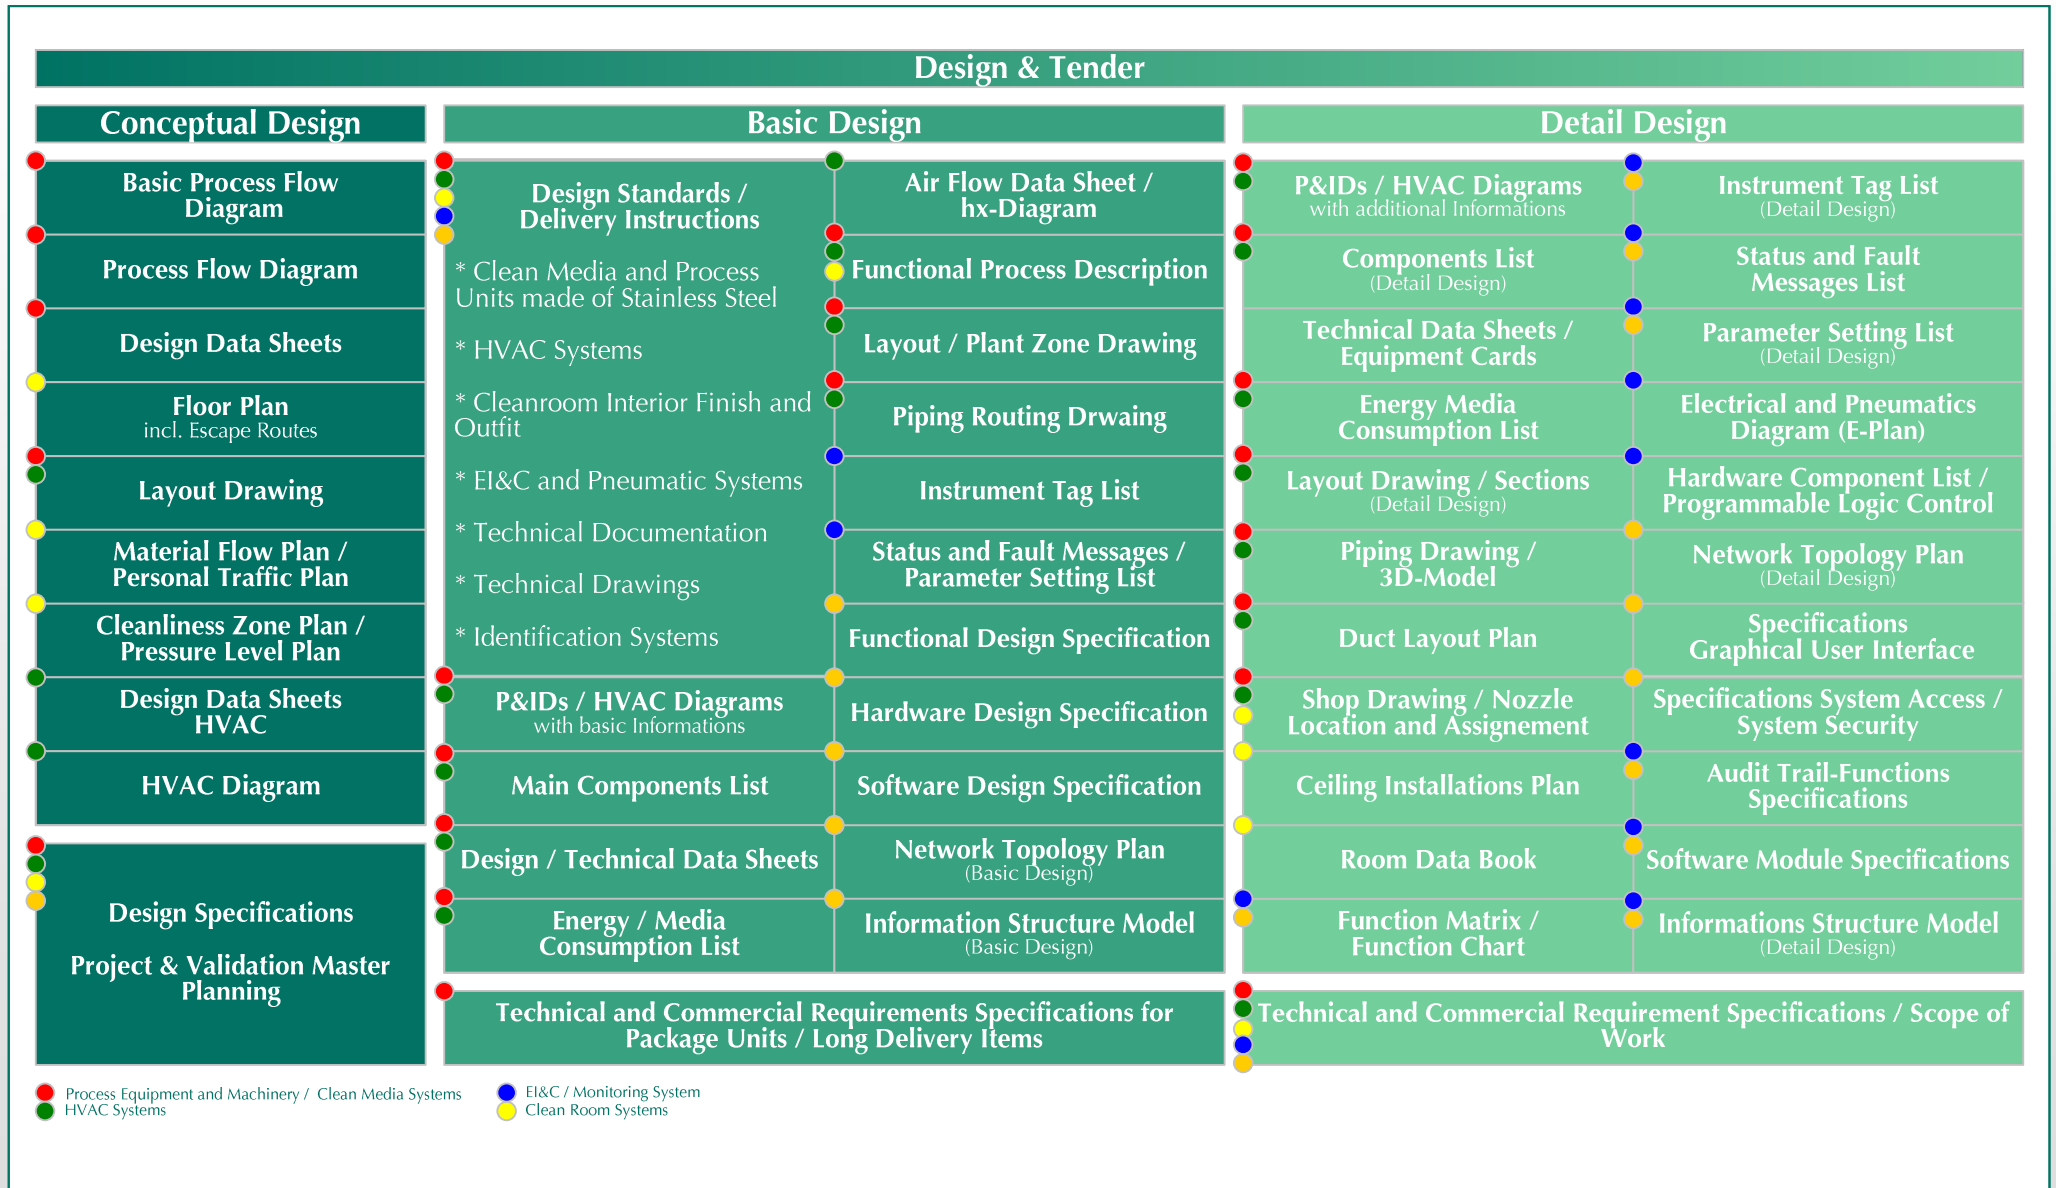 Design & Tender
Conceptual Design
Basic Process Flow
Diagram
Process Flow Diagram
Design Data Sheets
Floor Plan
incl. Escape Routes
Layout Drawing
Material Flow Plan /
Personal Traffic Plan
Cleanliness Zone Plan /
Pressure Level Plan
Design Data Sheets
HVAC
HVAC Diagram
Design Specifications
Project & Validation Master
Planning
Basic Design
Design Standards /
Delivery Instructions
* Clean Media and Process
Units made of Stainless Steel
* HVAC Systems
* Cleanroom Interior Finish and
Outfit
* EI&C and Pneumatic Systems
* Technical Documentation
* Technical Drawings
* Identification Systems
P&IDs / HVAC Diagrams
with basic Informations
Main Components List
Design / Technical Data Sheets
Energy / Media
Consumption List
Air Flow Data Sheet /
hx-Diagram
Functional Process Description
Layout / Plant Zone Drawing
Piping Routing Drwaing
Instrument Tag List
Status and Fault Messages /
Parameter Setting List
Functional Design Specification
Hardware Design Specification
Software Design Specification
Network Topology Plan
(Basic Design)
Information Structure Model
(Basic Design)
Technical and Commercial Requirements Specifications for
Package Units / Long Delivery Items
Detail Design
P&IDs / HVAC Diagrams
with additional Informations
Components List
(Detail Design)
Technical Data Sheets /
Equipment Cards
Energy Media
Consumption List
Layout Drawing / Sections
(Detail Design)
Piping Drawing /
3D-Model
Duct Layout Plan
Shop Drawing / Nozzle
Location and Assignement
Ceiling Installations Plan
Room Data Book
Function Matrix /
Function Chart
Instrument Tag List
(Detail Design)
Status and Fault
Messages List
Parameter Setting List
(Detail Design)
Electrical and Pneumatics
Diagram (E-Plan)
Hardware Component List /
Programmable Logic Control
Network Topology Plan
(Detail Design)
Specifications
Graphical User Interface
Specifications System Access /
System Security
Audit Trail-Functions
Specifications
Software Module Specifications
Informations Structure Model
(Detail Design)
Technical and Commercial Requirement Specifications / Scope of
Work
Process Equipment and Machinery / Clean Media Systems
HVAC Systems
EI&C / Monitoring System
Clean Room Systems